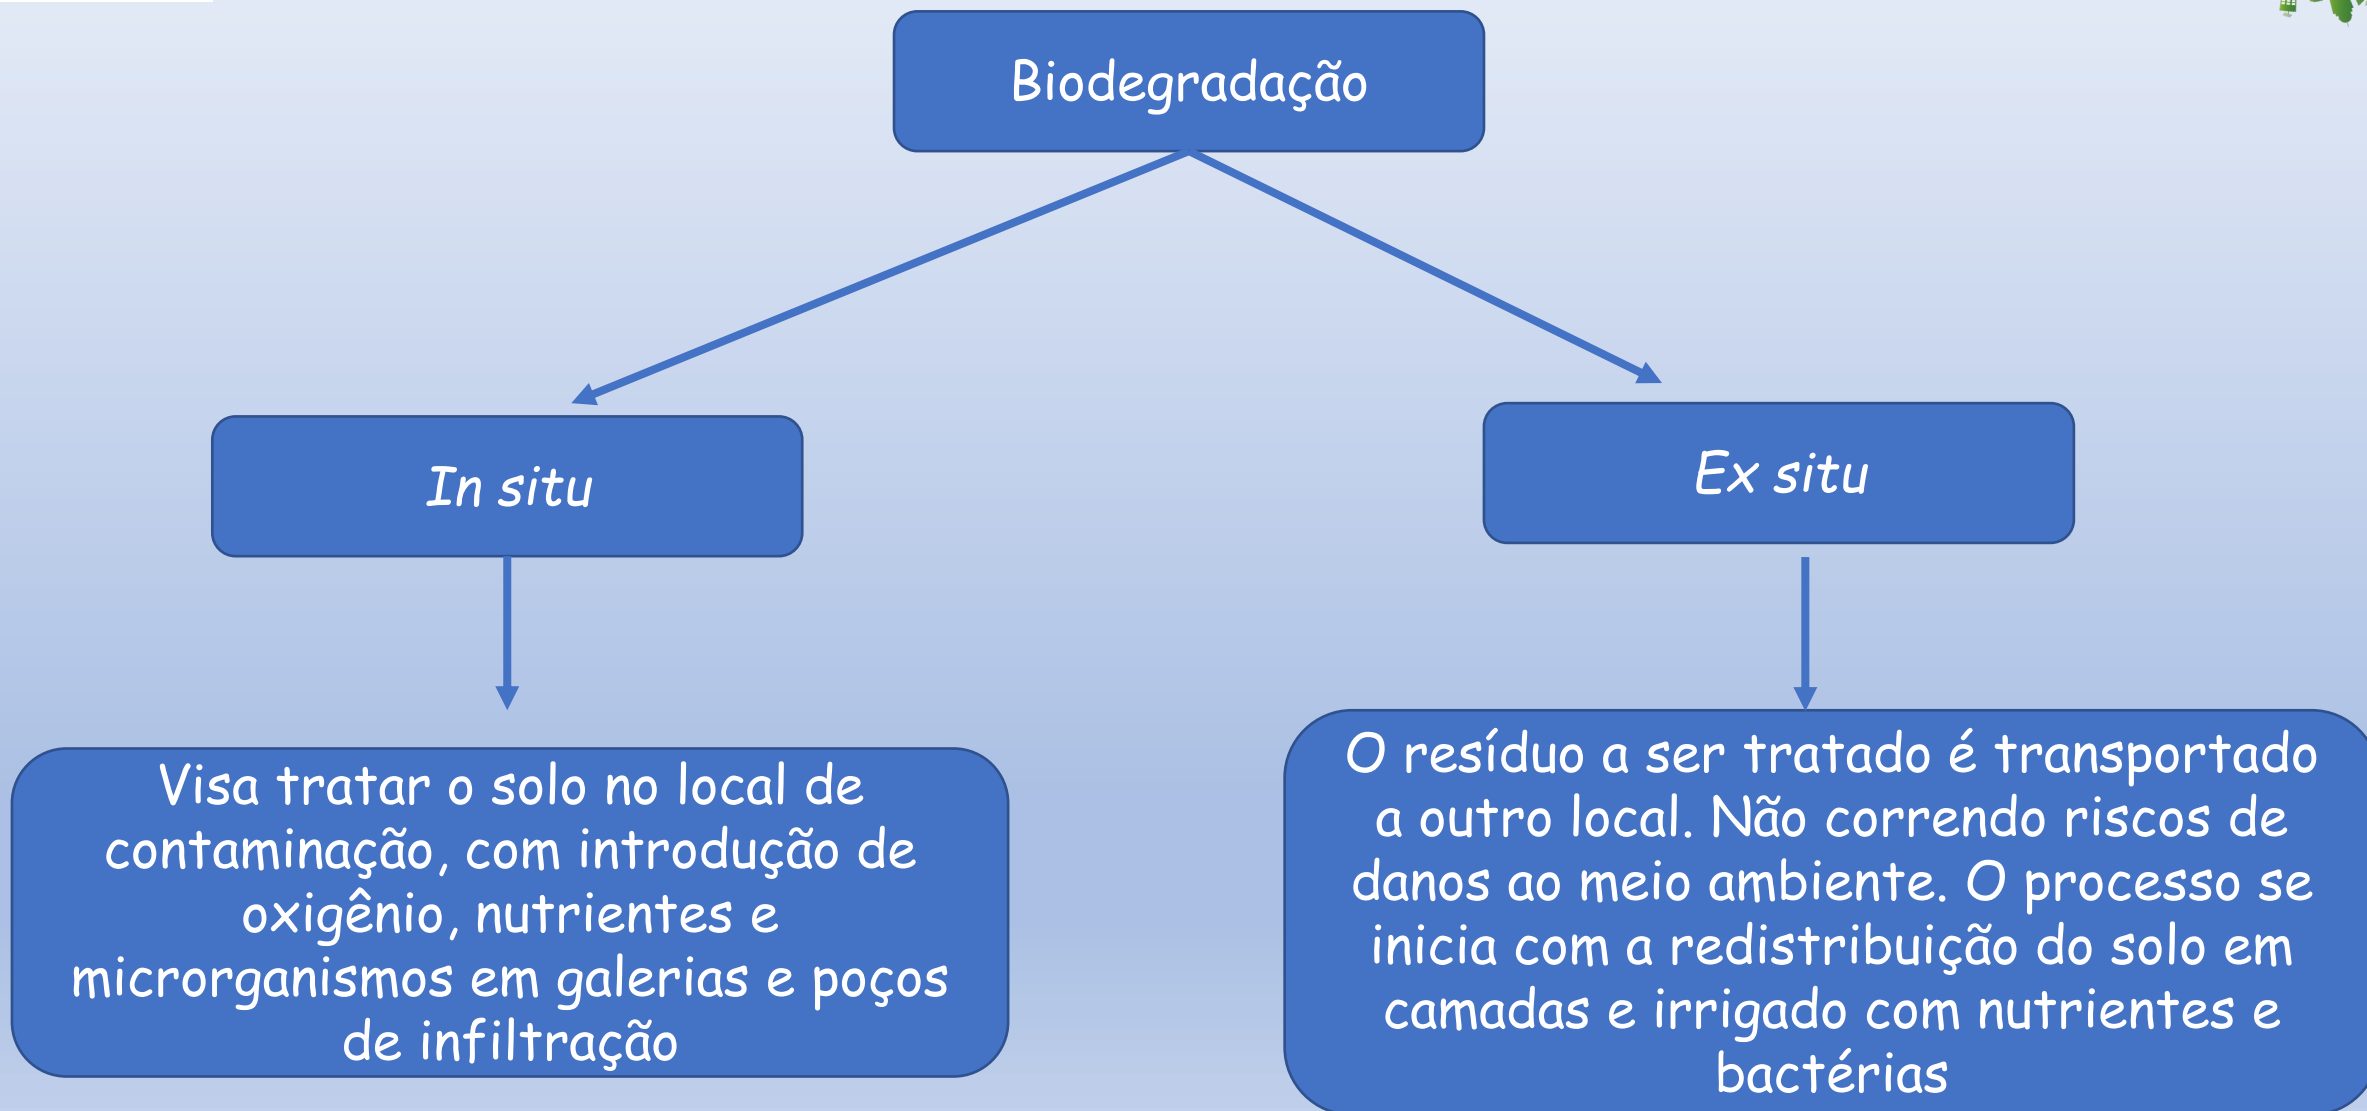 Biodegradação
In situ
Ex situ
Visa tratar o solo no local de
contaminação, com introdução de
oxigênio, nutrientes e
microrganismos em galerias e poços
de infiltração
O resíduo a ser tratado é transportado
a outro local. Não correndo riscos de
danos ao meio ambiente. O processo se
inicia com a redistribuição do solo em
camadas e irrigado com nutrientes e
bactérias